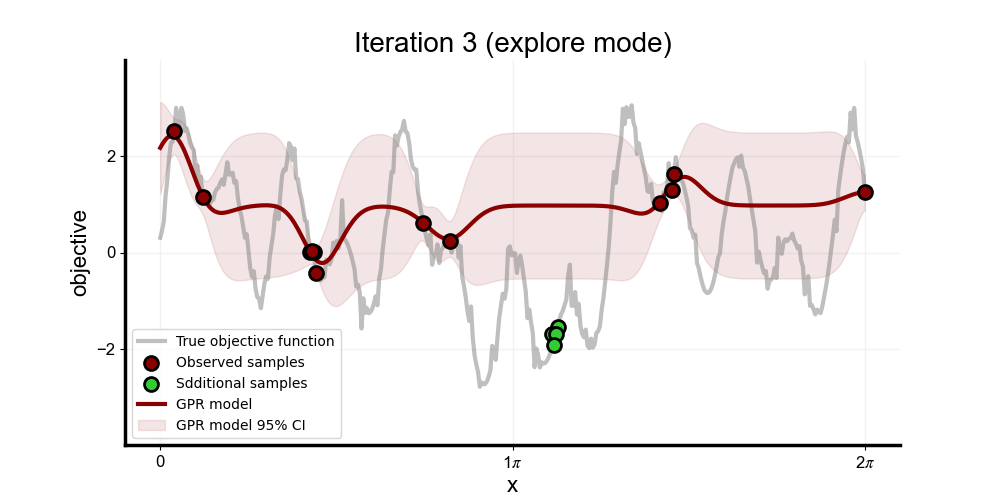 Iteration 3 (explore mode)
objective
2
0
−2
True objective function
Observed samples
Sdditional samples
GPR model
GPR model 95% CI
0
1π
2π
x